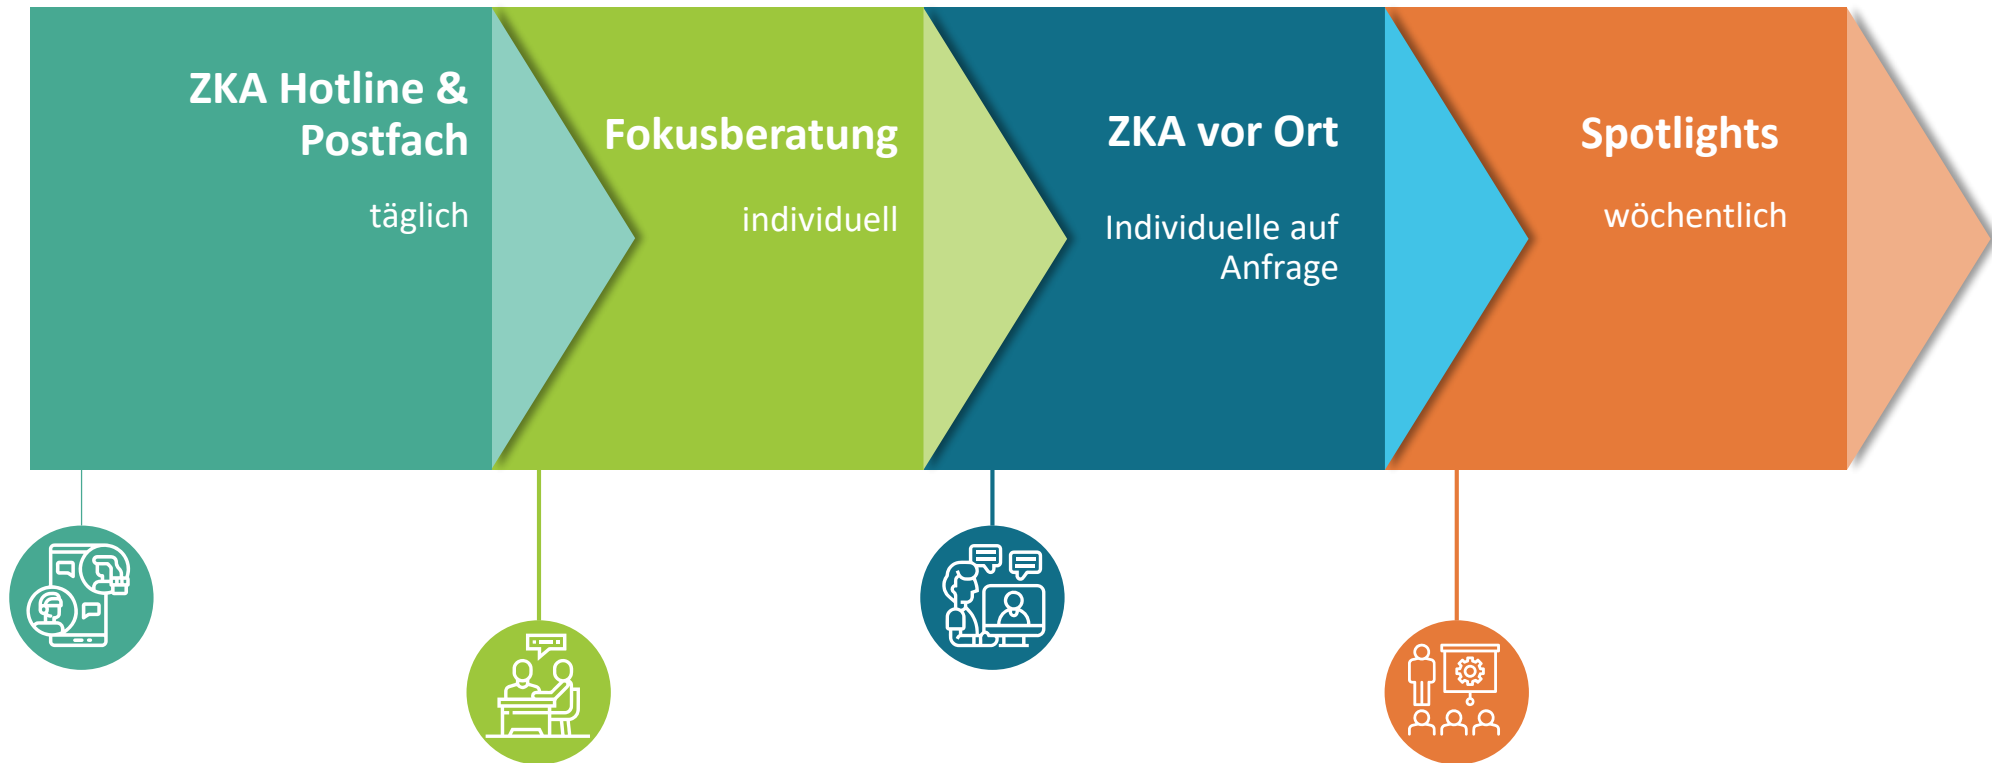 ZKA Hotline &
Postfach
täglich
Fokusberatung
individuell
ZKA vor Ort
Individuelle auf
Anfrage
Spotlights
wöchentlich